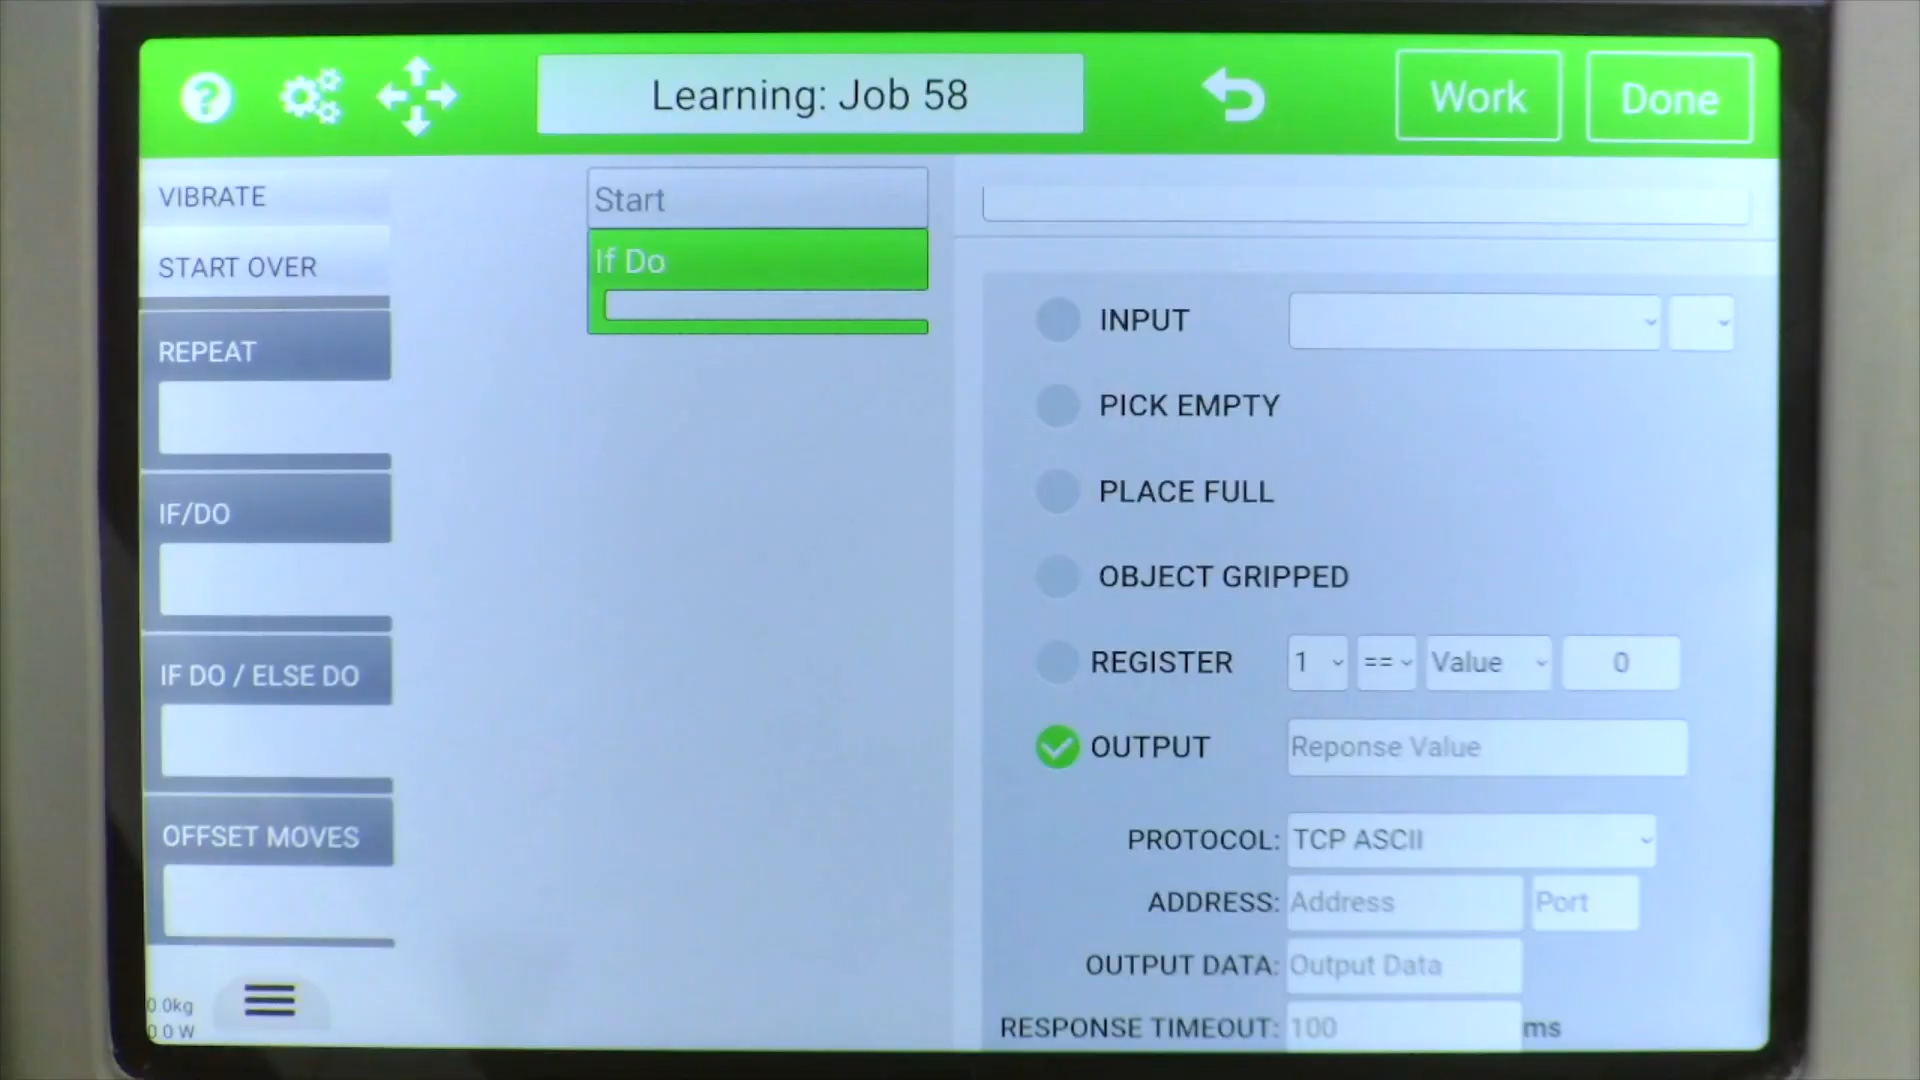 ?
Learning: Job 58
Work
Done
VIBRATE
START OVER
REPEAT
IF/DO
IF DO / ELSE DO
OFFSET MOVES
0.0kg
0.0 W
Start
If Do
INPUT
PICK EMPTY
PLACE FULL
OBJECT GRIPPED
REGISTER 1 == Value 0
OUTPUT Reponse Value
PROTOCOL: TCP ASCII
ADDRESS: Address Port
OUTPUT DATA: Output Data
RESPONSE TIMEOUT: 100 ms